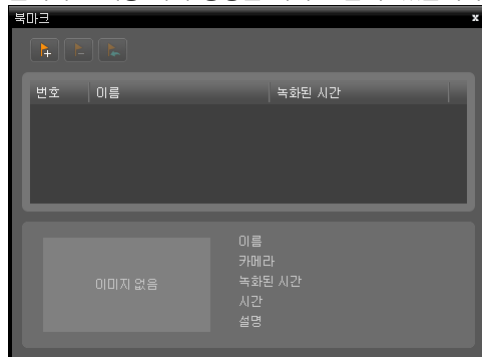 북마크 x
번호 이름 녹화된 시간
이미지 없음
이름
카메라
녹화된 시간
시간
설명